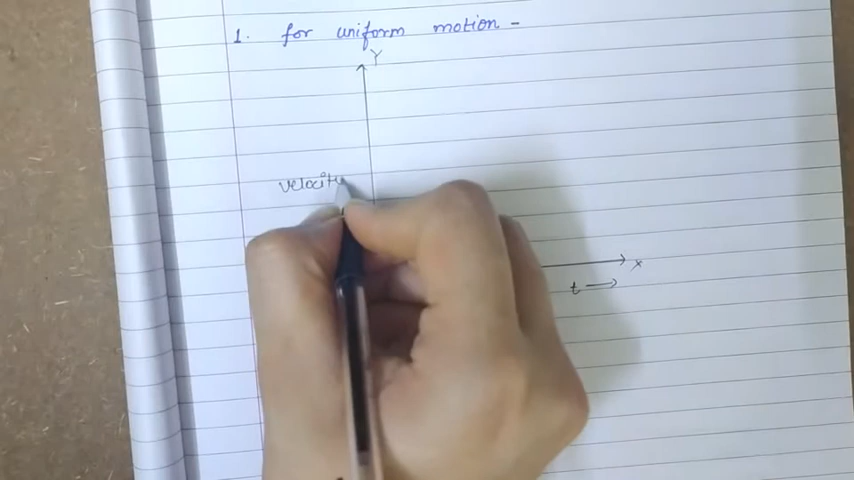 1. for uniform motion -
Y
velocity
X
t →